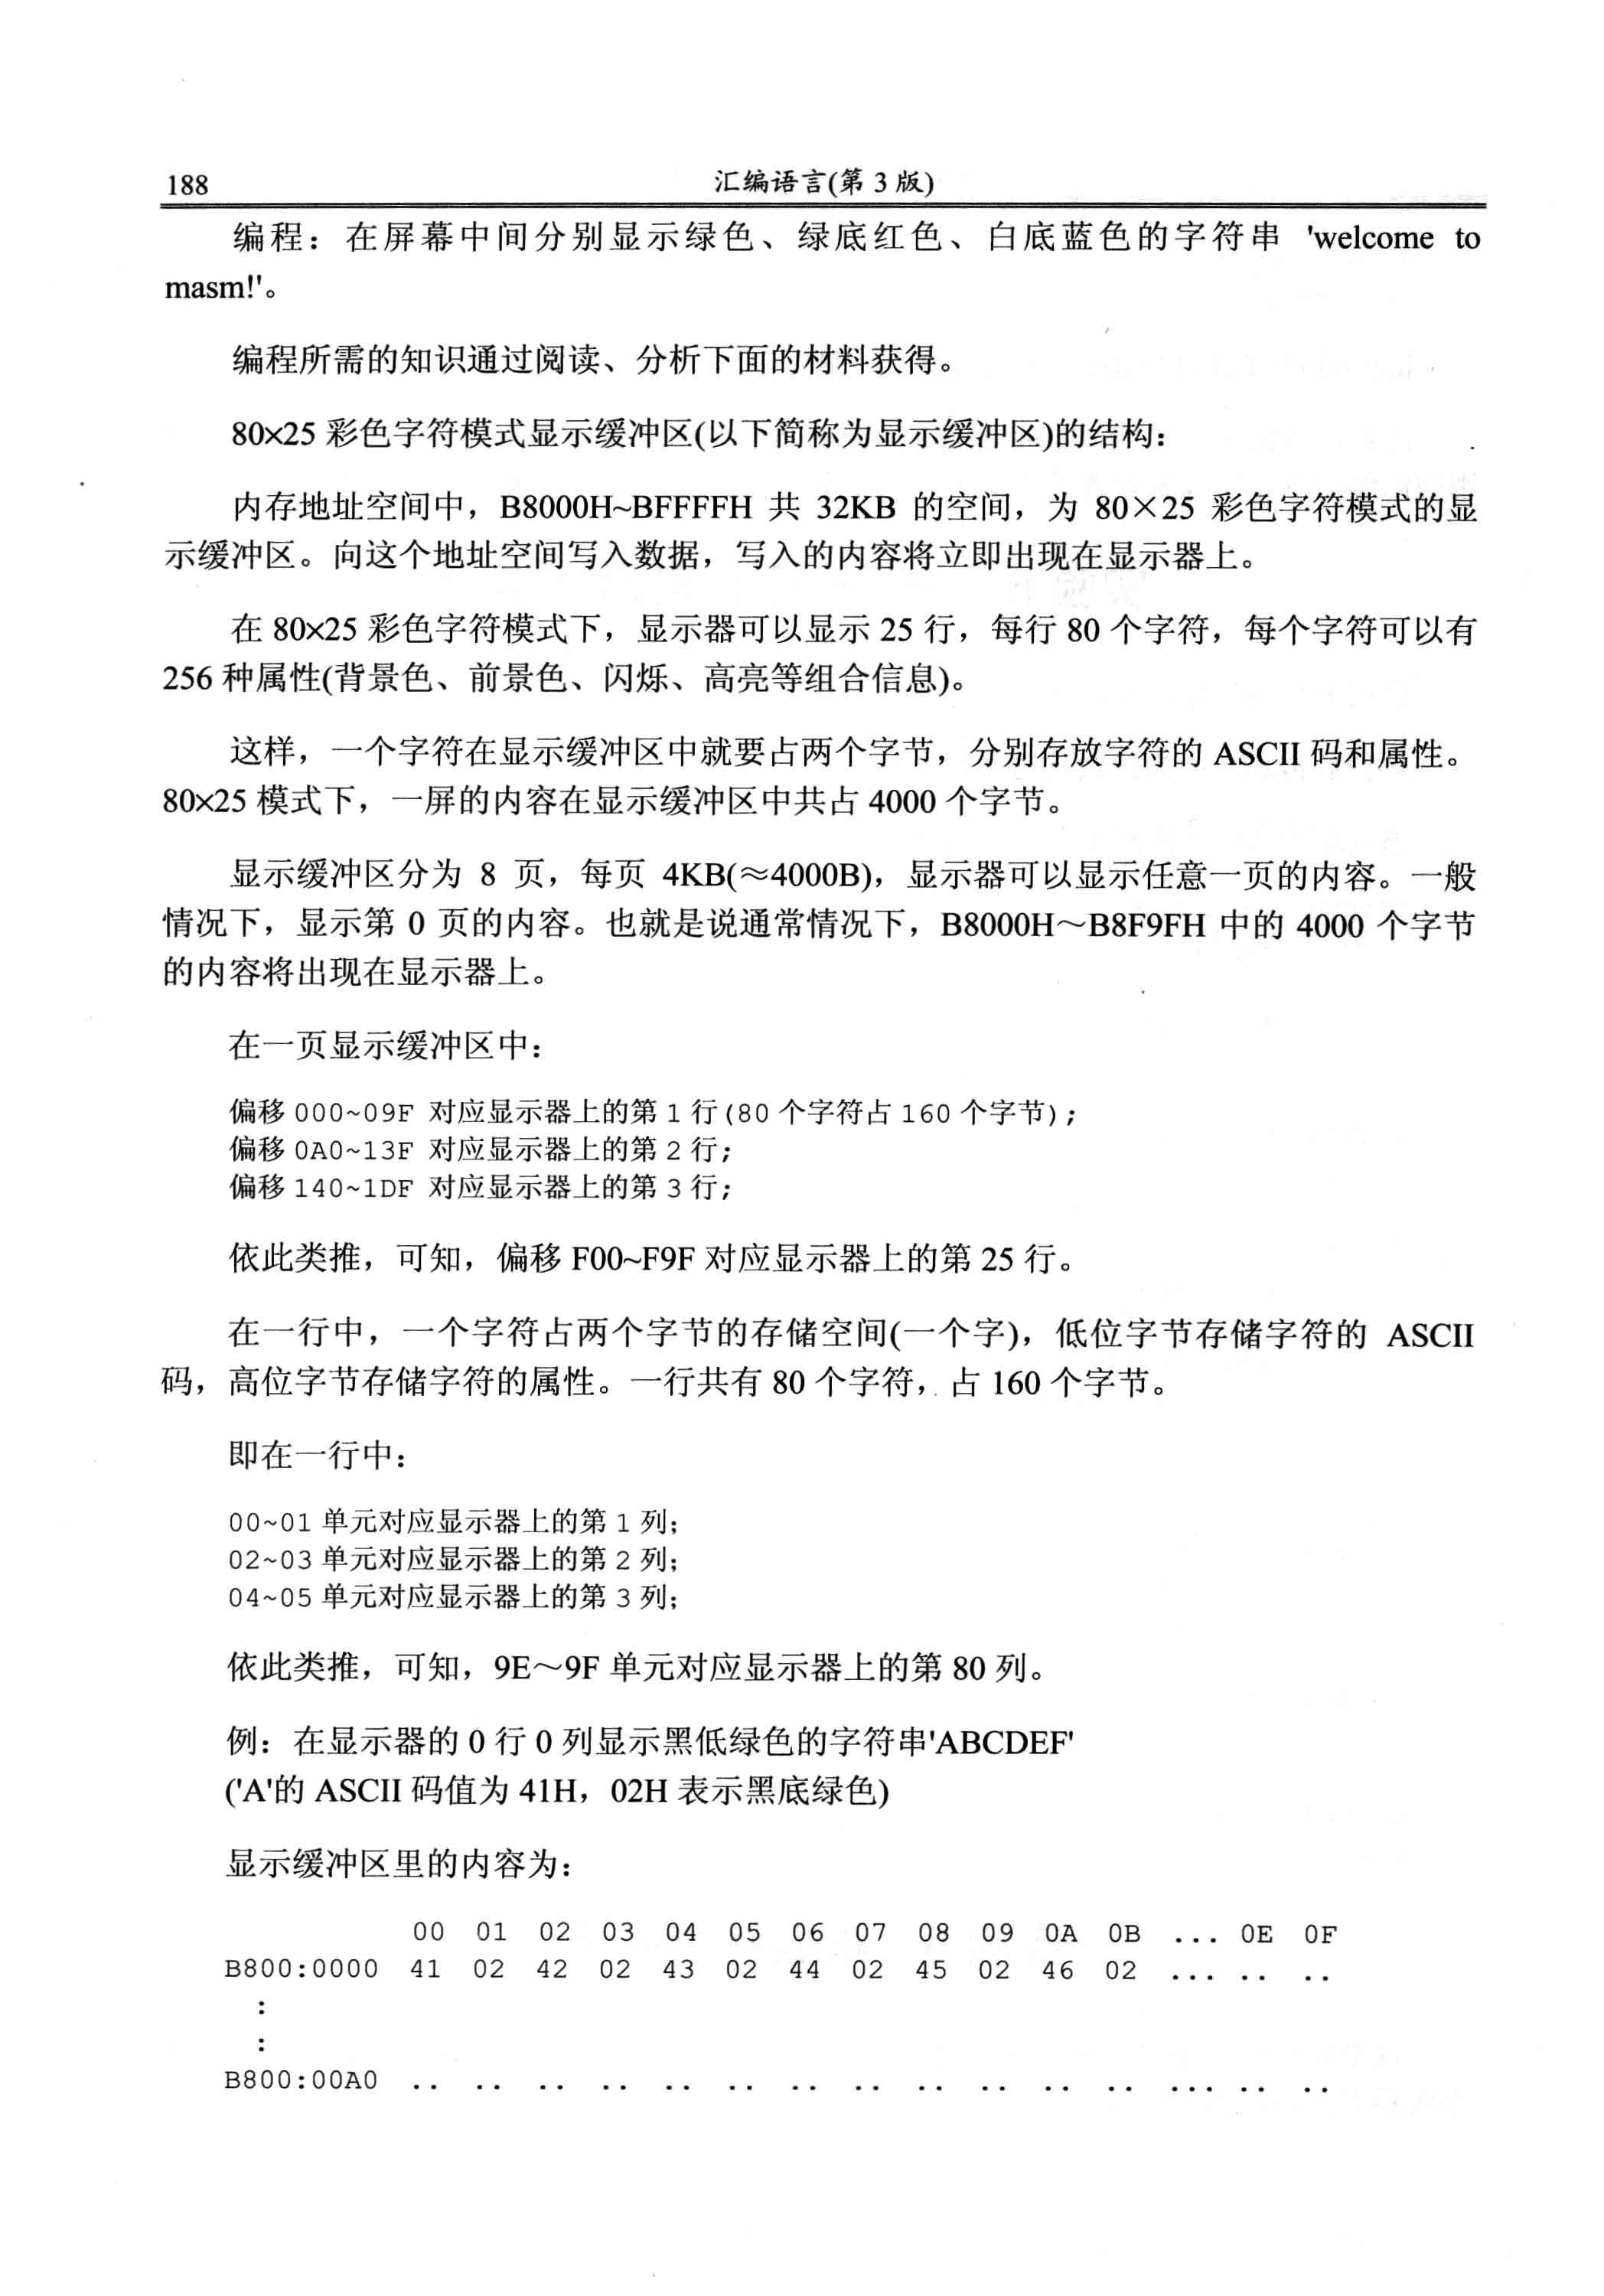 188
汇编语言(第 3 版)
编程：在屏幕中间分别显示绿色、绿底红色、白底蓝色的字符串 'welcome to
masm!'。
编程所需的知识通过阅读、分析下面的材料获得。
80×25 彩色字符模式显示缓冲区(以下简称为显示缓冲区)的结构：
内存地址空间中，B8000H~BFFFFH 共 32KB 的空间，为 80×25 彩色字符模式的显
示缓冲区。向这个地址空间写入数据，写入的内容将立即出现在显示器上。
在 80×25 彩色字符模式下，显示器可以显示 25 行，每行 80 个字符，每个字符可以有
256 种属性(背景色、前景色、闪烁、高亮等组合信息)。
这样，一个字符在显示缓冲区中就要占两个字节，分别存放字符的 ASCII 码和属性。
80×25 模式下，一屏的内容在显示缓冲区中共占 4000 个字节。
显示缓冲区分为 8 页，每页 4KB(≈4000B)，显示器可以显示任意一页的内容。一般
情况下，显示第 0 页的内容。也就是说通常情况下，B8000H～B8F9FH 中的 4000 个字节
的内容将出现在显示器上。
在一页显示缓冲区中：
偏移 000~09F 对应显示器上的第 1 行(80 个字符占 160 个字节)；
偏移 0A0~13F 对应显示器上的第 2 行；
偏移 140~1DF 对应显示器上的第 3 行；
依此类推，可知，偏移 F00~F9F 对应显示器上的第 25 行。
在一行中，一个字符占两个字节的存储空间(一个字)，低位字节存储字符的 ASCII
码，高位字节存储字符的属性。一行共有 80 个字符，占 160 个字节。
即在一行中：
00~01 单元对应显示器上的第 1 列；
02~03 单元对应显示器上的第 2 列；
04~05 单元对应显示器上的第 3 列；
依此类推，可知，9E～9F 单元对应显示器上的第 80 列。
例：在显示器的 0 行 0 列显示黑低绿色的字符串'ABCDEF'
('A'的 ASCII 码值为 41H，02H 表示黑底绿色)
显示缓冲区里的内容为：
00 01 02 03 04 05 06 07 08 09 0A 0B ... 0E 0F
B800:0000 41 02 42 02 43 02 44 02 45 02 46 02 ... .. ..
:
:
B800:00A0 .. .. .. .. .. .. .. .. .. .. .. .. ... .. ..